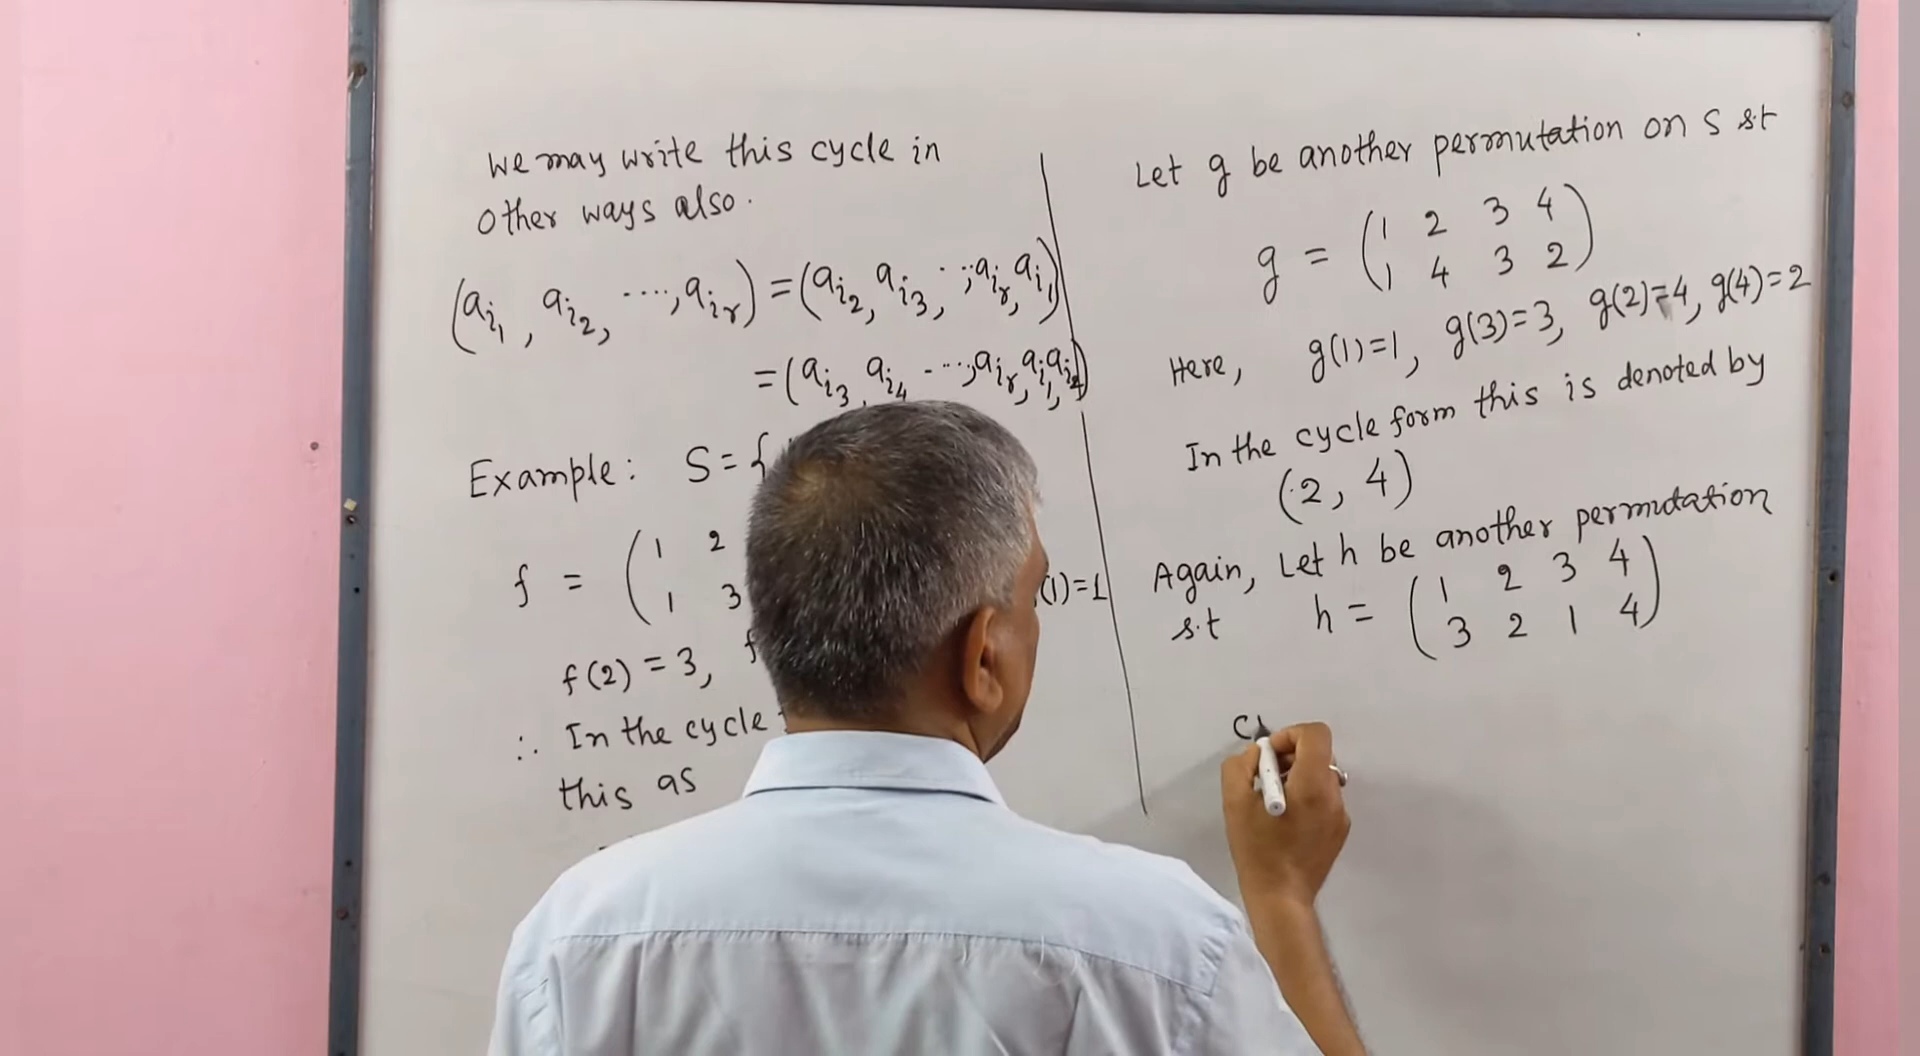 We may write this cycle in
other ways also.
(a_{i_1}, a_{i_2}, ...., a_{i_r}) = (a_{i_2}, a_{i_3}, ..., a_{i_r}, a_{i_1})
= (a_{i_3}, a_{i_4} ...., a_{i_r}, a_{i_1}, a_{i_2})
Example: S = {
f = ( 1 2
1 3
(1)=1
f(2) = 3, f
∴ In the cycle
this as
Let g be another permutation on S s.t
g = ( 1 2 3 4
1 4 3 2 )
Here, g(1)=1, g(3)=3, g(2)=4, g(4)=2
In the cycle form this is denoted by
(2, 4)
Again, Let h be another permutation
s.t h = ( 1 2 3 4
3 2 1 4 )